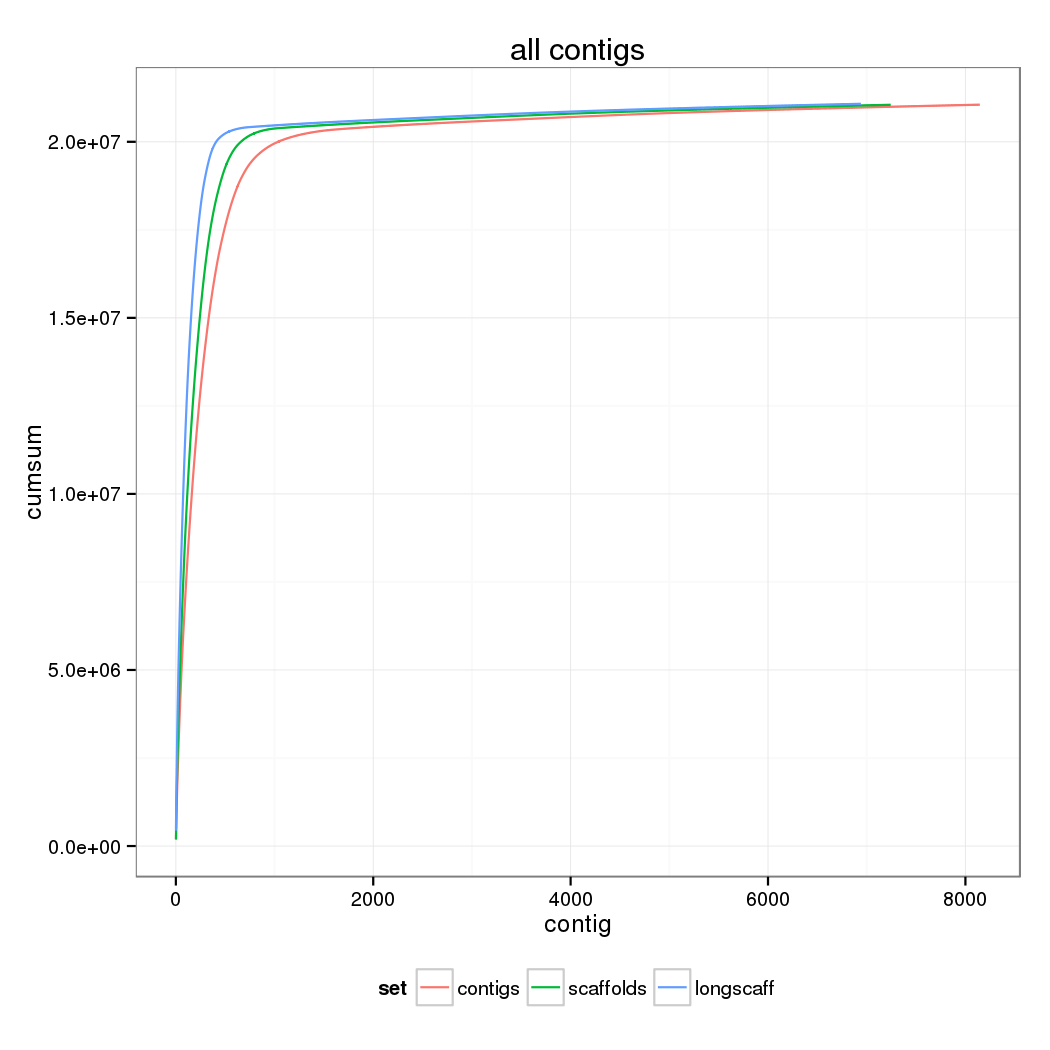 all contigs
cumsum
2.0e+07
1.5e+07
1.0e+07
5.0e+06
0.0e+00
0 2000 4000 6000 8000
contig
set contigs scaffolds longscaff